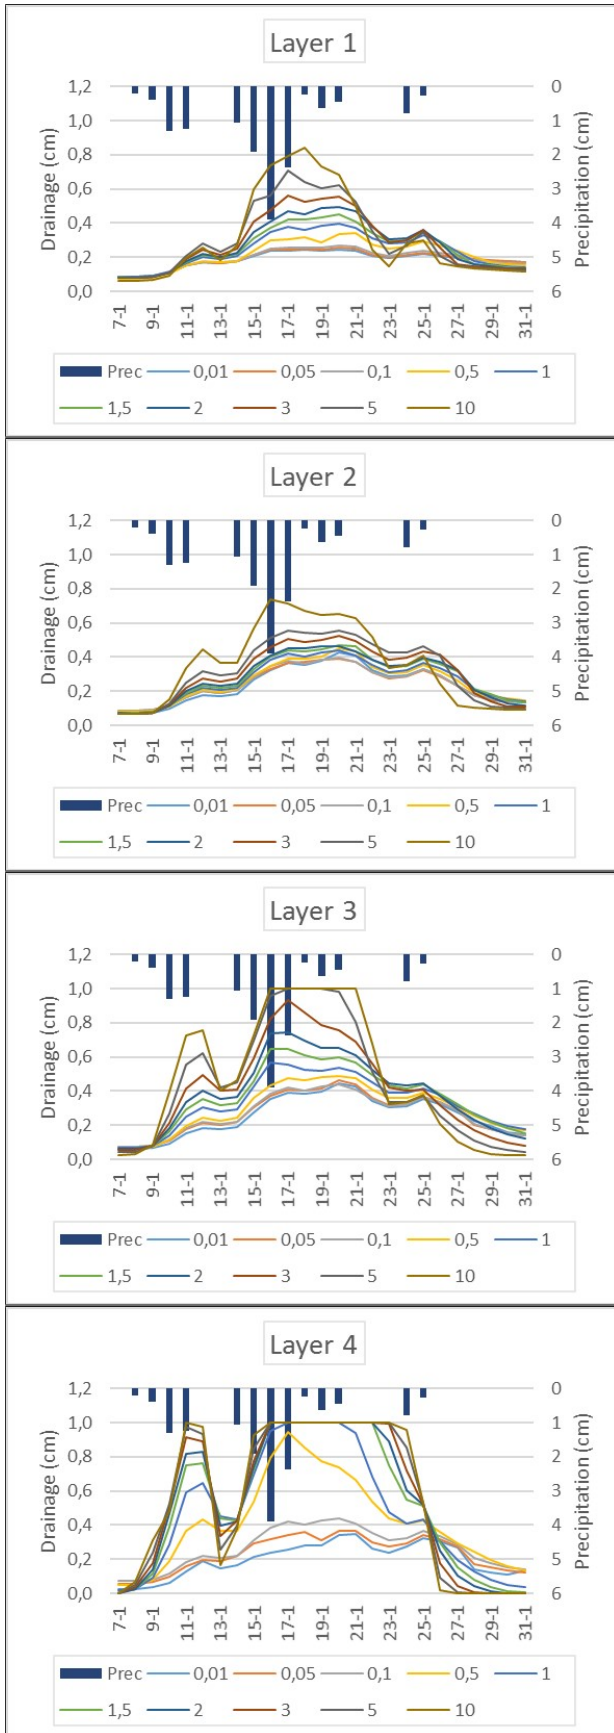 Layer 1
1,2
1,0
0,8
0,6
0,4
0,2
0,0
Drainage (cm)
0
1
2
3
4
5
6
Precipitation (cm)
7-1 9-1 11-1 13-1 15-1 17-1 19-1 21-1 23-1 25-1 27-1 29-1 31-1
Prec 0,01 0,05 0,1 0,5 1
1,5 2 3 5 10
Layer 2
1,2
1,0
0,8
0,6
0,4
0,2
0,0
Drainage (cm)
0
1
2
3
4
5
6
Precipitation (cm)
7-1 9-1 11-1 13-1 15-1 17-1 19-1 21-1 23-1 25-1 27-1 29-1 31-1
Prec 0,01 0,05 0,1 0,5 1
1,5 2 3 5 10
Layer 3
1,2
1,0
0,8
0,6
0,4
0,2
0,0
Drainage (cm)
0
1
2
3
4
5
6
Precipitation (cm)
7-1 9-1 11-1 13-1 15-1 17-1 19-1 21-1 23-1 25-1 27-1 29-1 31-1
Prec 0,01 0,05 0,1 0,5 1
1,5 2 3 5 10
Layer 4
1,2
1,0
0,8
0,6
0,4
0,2
0,0
Drainage (cm)
0
1
2
3
4
5
6
Precipitation (cm)
7-1 9-1 11-1 13-1 15-1 17-1 19-1 21-1 23-1 25-1 27-1 29-1 31-1
Prec 0,01 0,05 0,1 0,5 1
1,5 2 3 5 10